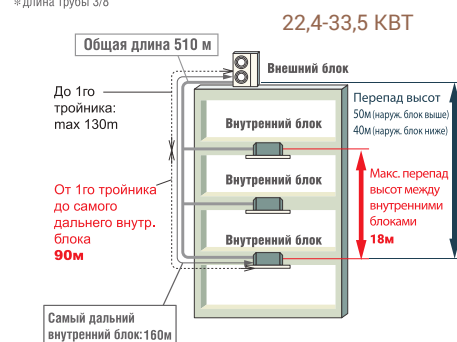 *длина трубы 3/8"
22,4-33,5 КВТ
Общая длина 510 м
Внешний блок
До 1го
тройника:
max 130m
Перепад высот
50м (наруж. блок выше)
40м (наруж. блок ниже)
Внутренний блок
Внутренний блок
Внутренний блок
От 1го тройника
до самого
дальнего внутр.
блока
90м
Макс. перепад
высот между
внутренними
блоками
18м
Самый дальний
внутренний блок:160м